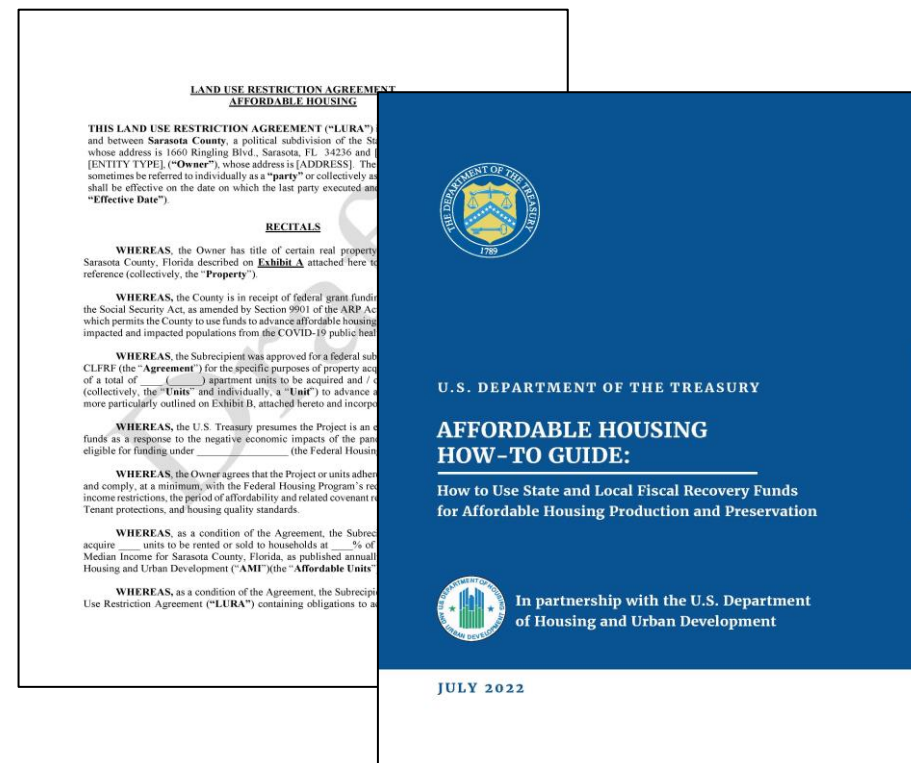 LAND USE RESTRICTION AGREEMENT
AFFORDABLE HOUSING
THIS LAND USE RESTRICTION AGREEMENT (“LURA”)
and between Sarasota County, a political subdivision of the Sta
whose address is 1660 Ringling Blvd., Sarasota, FL 34236 and [
[ENTITY TYPE], (“Owner”), whose address is [ADDRESS]. The
sometimes be referred to individually as a “party” or collectively as
shall be effective on the date on which the last party executed and
“Effective Date”).
RECITALS
WHEREAS, the Owner has title of certain real property
Sarasota County, Florida described on Exhibit A attached here to
reference (collectively, the “Property”).
WHEREAS, the County is in receipt of federal grant fundin
the Social Security Act, as amended by Section 9901 of the ARP Ac
which permits the County to use funds to advance affordable housing
impacted and impacted populations from the COVID-19 public heal
WHEREAS, the Subrecipient was approved for a federal sub
CLFRF (the “Agreement”) for the specific purposes of property acq
of a total of _____(______) apartment units to be acquired and / c
(collectively, the “Units” and individually, a “Unit”) to advance a
more particularly outlined on Exhibit B, attached hereto and incorpo
WHEREAS, the U.S. Treasury presumes the Project is an e
funds as a response to the negative economic impacts of the pan
eligible for funding under __________________ (the Federal Housing
WHEREAS, the Owner agrees that the Project or units adher
and comply, at a minimum, with the Federal Housing Program’s rec
income restrictions, the period of affordability and related covenant re
Tenant protections, and housing quality standards.
WHEREAS, as a condition of the Agreement, the Subrec
acquire ____ units to be rented or sold to households at ____% of
Median Income for Sarasota County, Florida, as published annuall
Housing and Urban Development (“AMI”)(the “Affordable Units”
WHEREAS, as a condition of the Agreement, the Subrecipie
Use Restriction Agreement (“LURA”) containing obligations to ac
Draft
THE DEPARTMENT OF THE TREASURY
1789
U.S. DEPARTMENT OF THE TREASURY
AFFORDABLE HOUSING
HOW-TO GUIDE:
How to Use State and Local Fiscal Recovery Funds
for Affordable Housing Production and Preservation
U.S. DEPARTMENT OF HOUSING AND URBAN DEVELOPMENT
In partnership with the U.S. Department
of Housing and Urban Development
JULY 2022